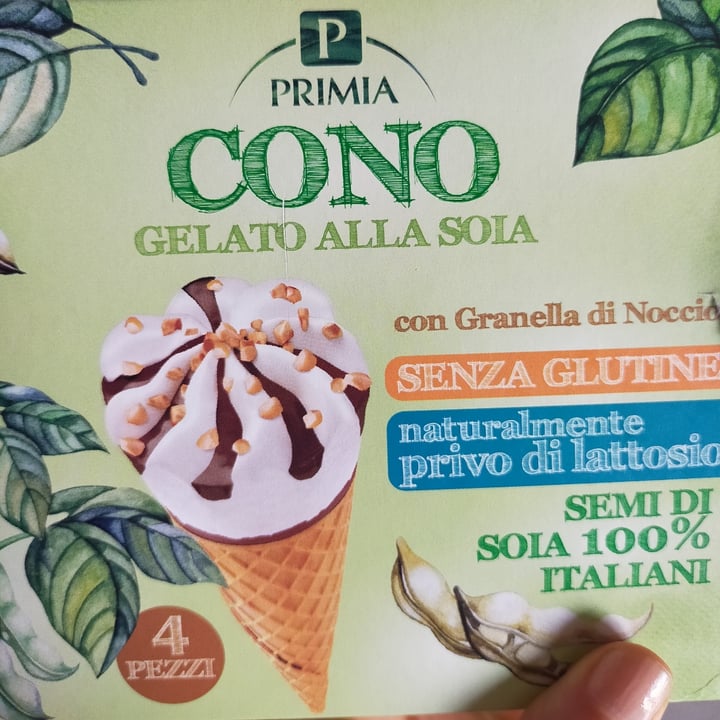 P
PRIMIA
CONO
GELATO ALLA SOIA
con Granella di
SENZA GLUTINE
naturalmente
privo di lattosio
SEMI DI
SOIA 100%
ITALIANI
4
PEZZI